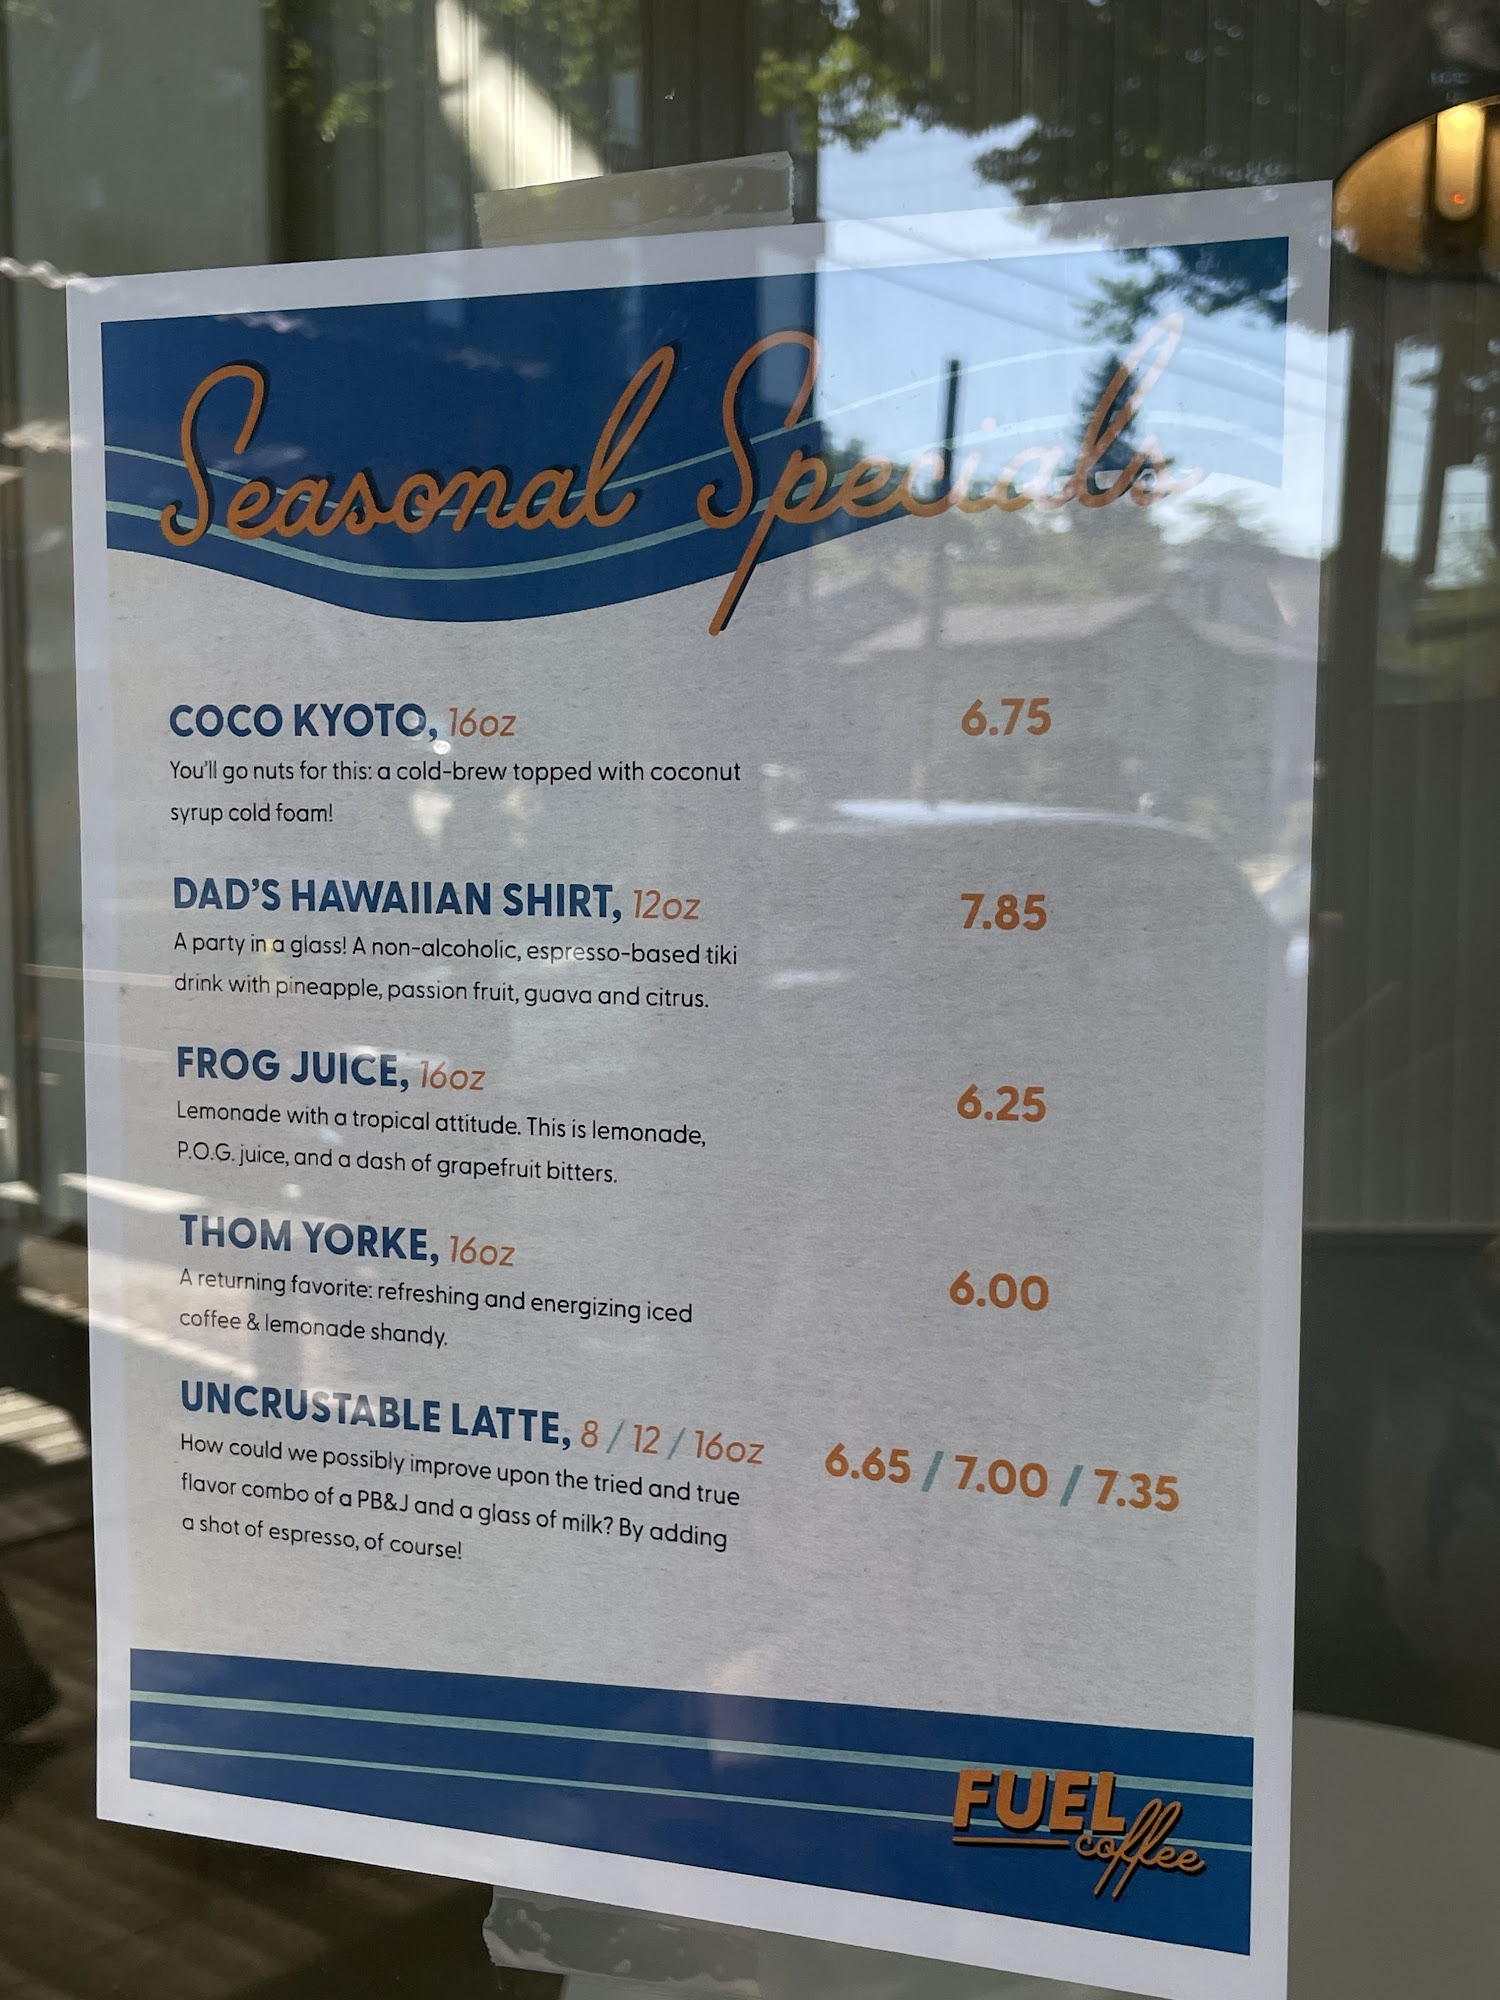 Seasonal Specials
COCO KYOTO, 16oz 6.75
You'll go nuts for this: a cold-brew topped with coconut
syrup cold foam!
DAD'S HAWAIIAN SHIRT, 12oz 7.85
A party in a glass! A non-alcoholic, espresso-based tiki
drink with pineapple, passion fruit, guava and citrus.
FROG JUICE, 16oz 6.25
Lemonade with a tropical attitude. This is lemonade,
P.O.G. juice, and a dash of grapefruit bitters.
THOM YORKE, 16oz 6.00
A returning favorite: refreshing and energizing iced
coffee & lemonade shandy.
UNCRUSTABLE LATTE, 8 / 12 / 16oz 6.65 / 7.00 / 7.35
How could we possibly improve upon the tried and true
flavor combo of a PB&J and a glass of milk? By adding
a shot of espresso, of course!
FUEL
coffee